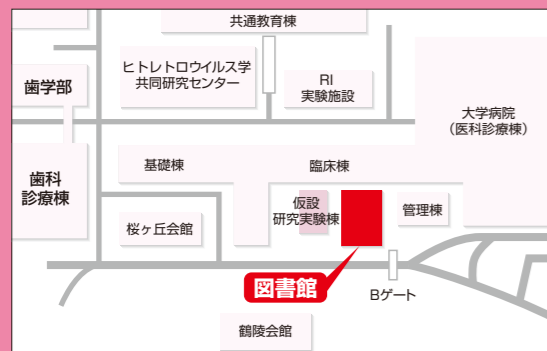 共通教育棟
ヒトレトロウイルス学
共同研究センター
RI
実験施設
歯学部
大学病院
（医科診療棟）
基礎棟
臨床棟
歯科
診療棟
仮設
研究実験棟
管理棟
桜ヶ丘会館
図書館
Bゲート
鶴陵会館